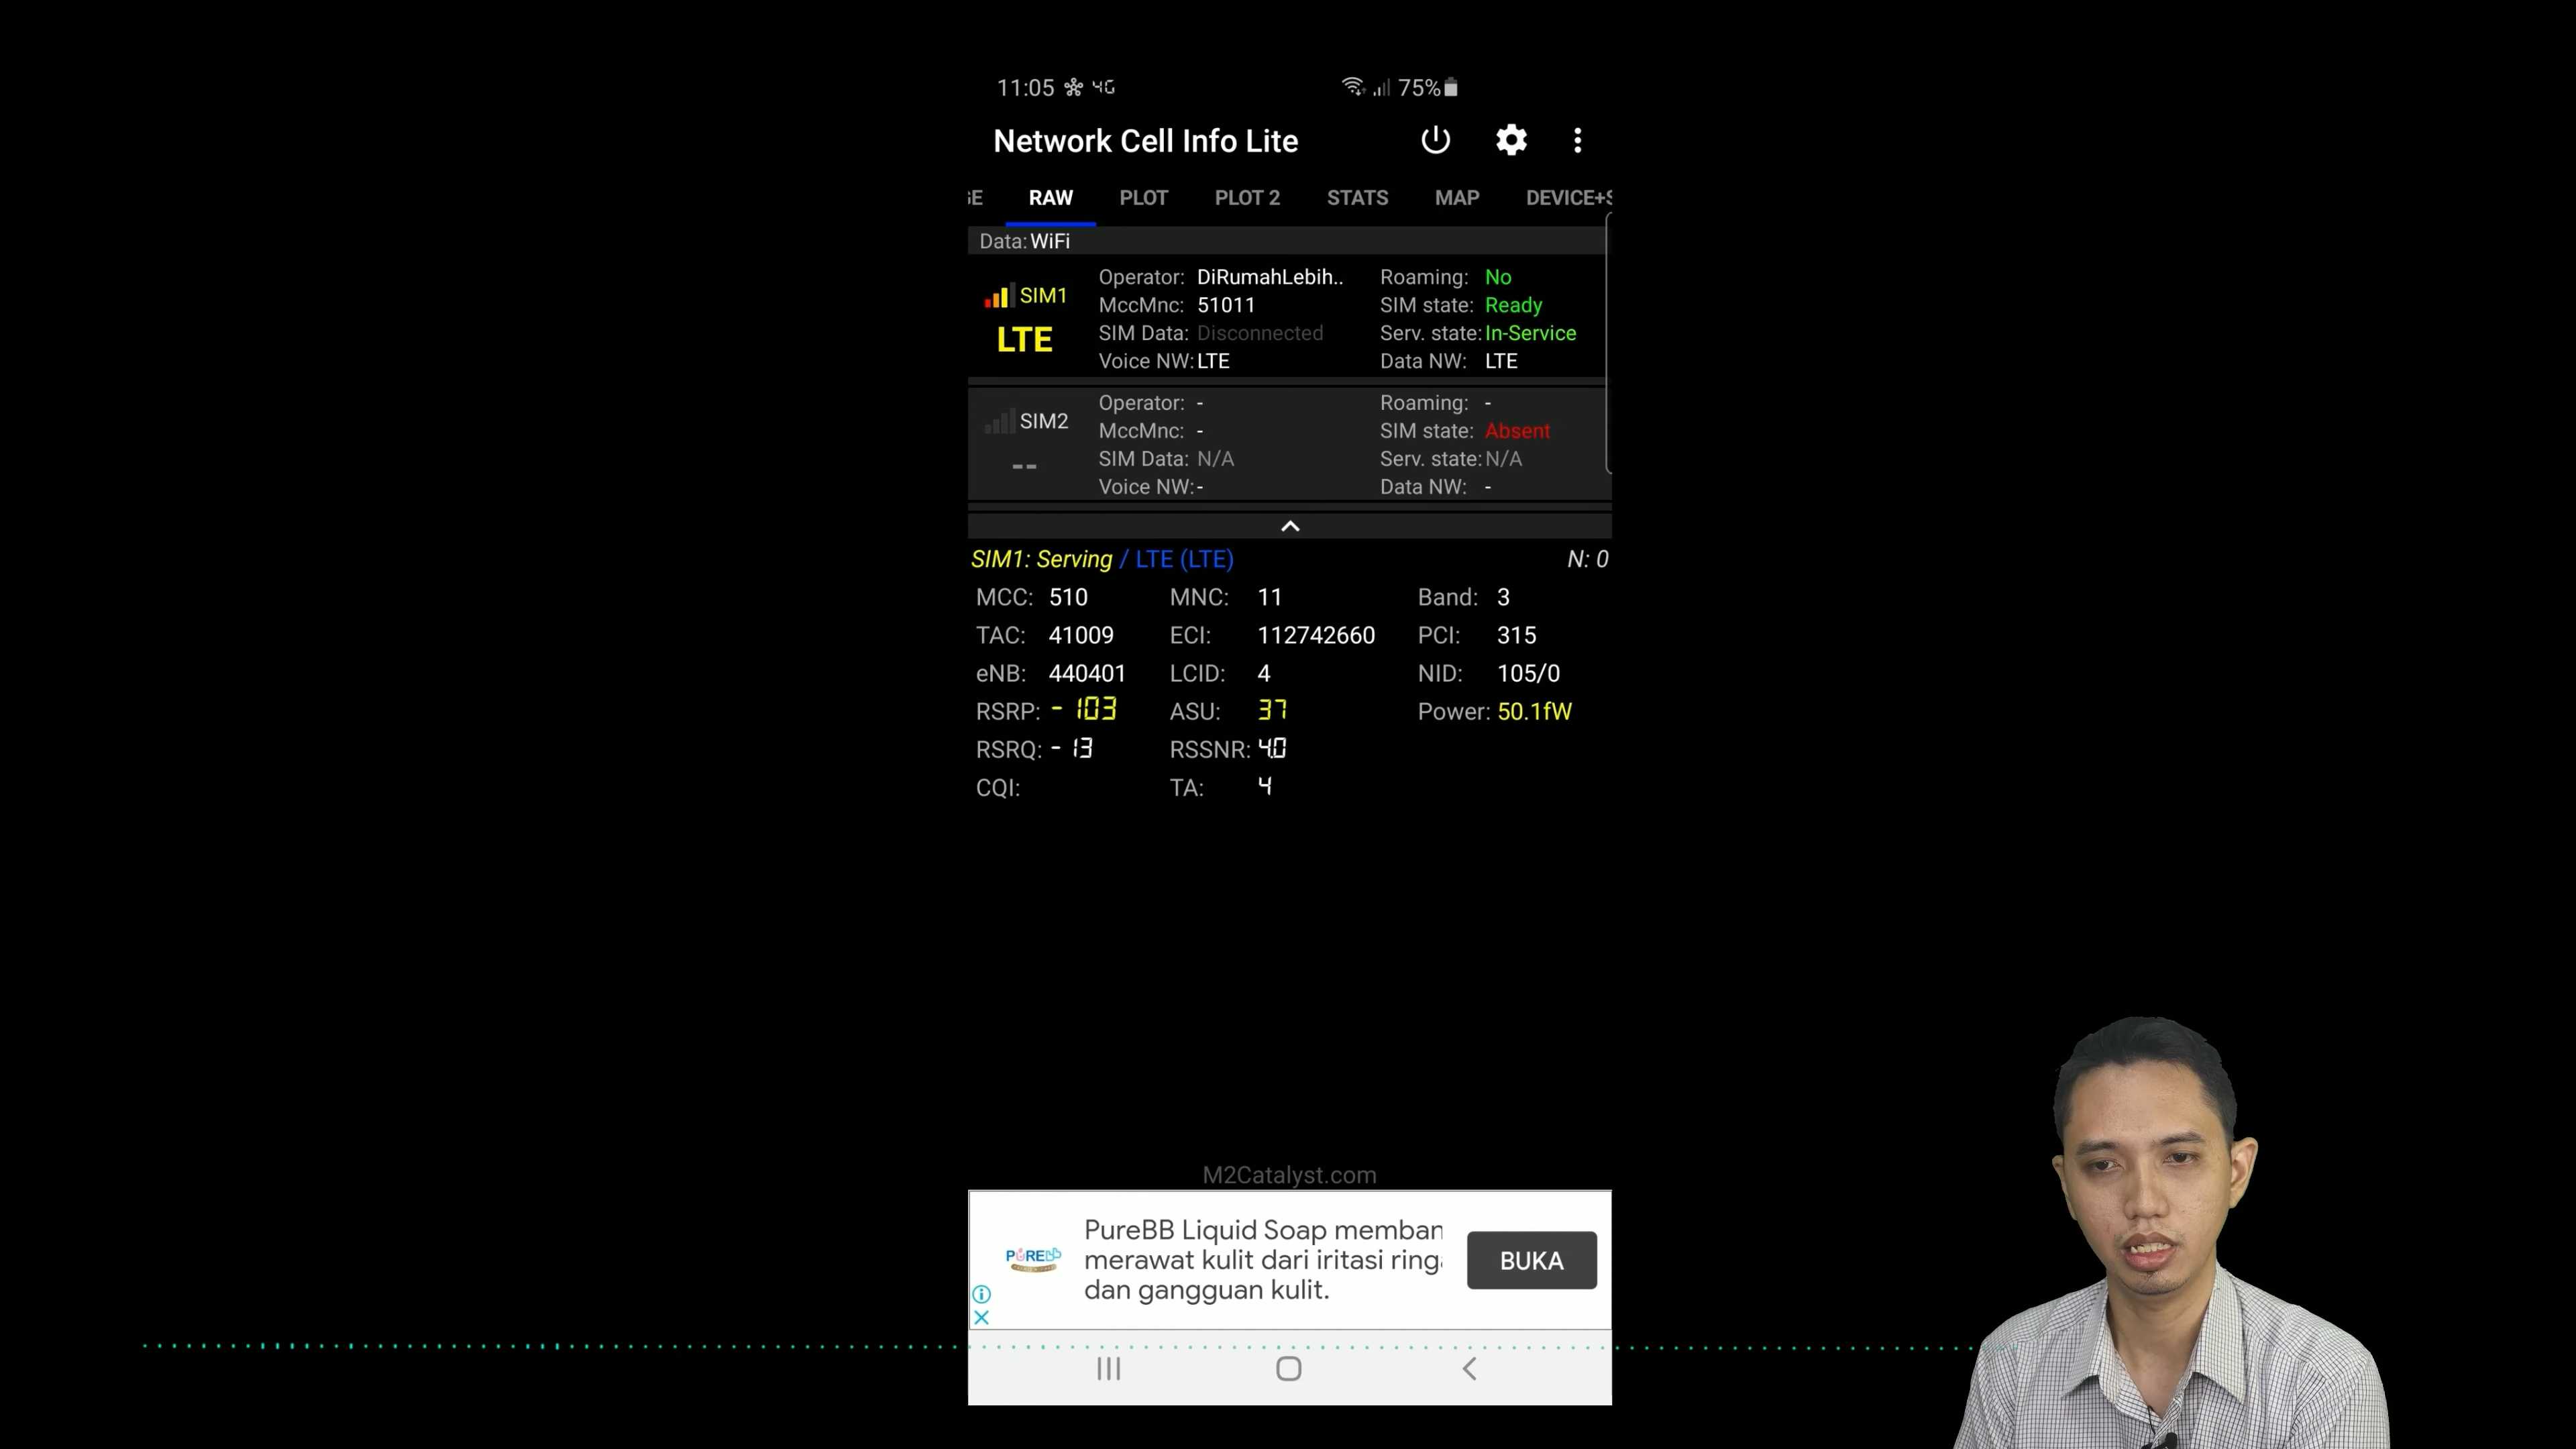 11:05 4G 75%
Network Cell Info Lite
GE RAW PLOT PLOT 2 STATS MAP DEVICE+S
Data: WiFi
SIM1
LTE
Operator: DiRumahLebih.. Roaming: No
MccMnc: 51011 SIM state: Ready
SIM Data: Disconnected Serv. state: In-Service
Voice NW: LTE Data NW: LTE
SIM2
--
Operator: - Roaming: -
MccMnc: - SIM state: Absent
SIM Data: N/A Serv. state: N/A
Voice NW: - Data NW: -
SIM1: Serving / LTE (LTE) N: 0
MCC: 510 MNC: 11 Band: 3
TAC: 41009 ECI: 112742660 PCI: 315
eNB: 440401 LCID: 4 NID: 105/0
RSRP: -103 ASU: 37 Power: 50.1fW
RSRQ: -13 RSSNR: 4.0
CQI: TA: 4
M2Catalyst.com
PUREBB
PureBB Liquid Soap memban
merawat kulit dari iritasi ringa
dan gangguan kulit.
BUKA